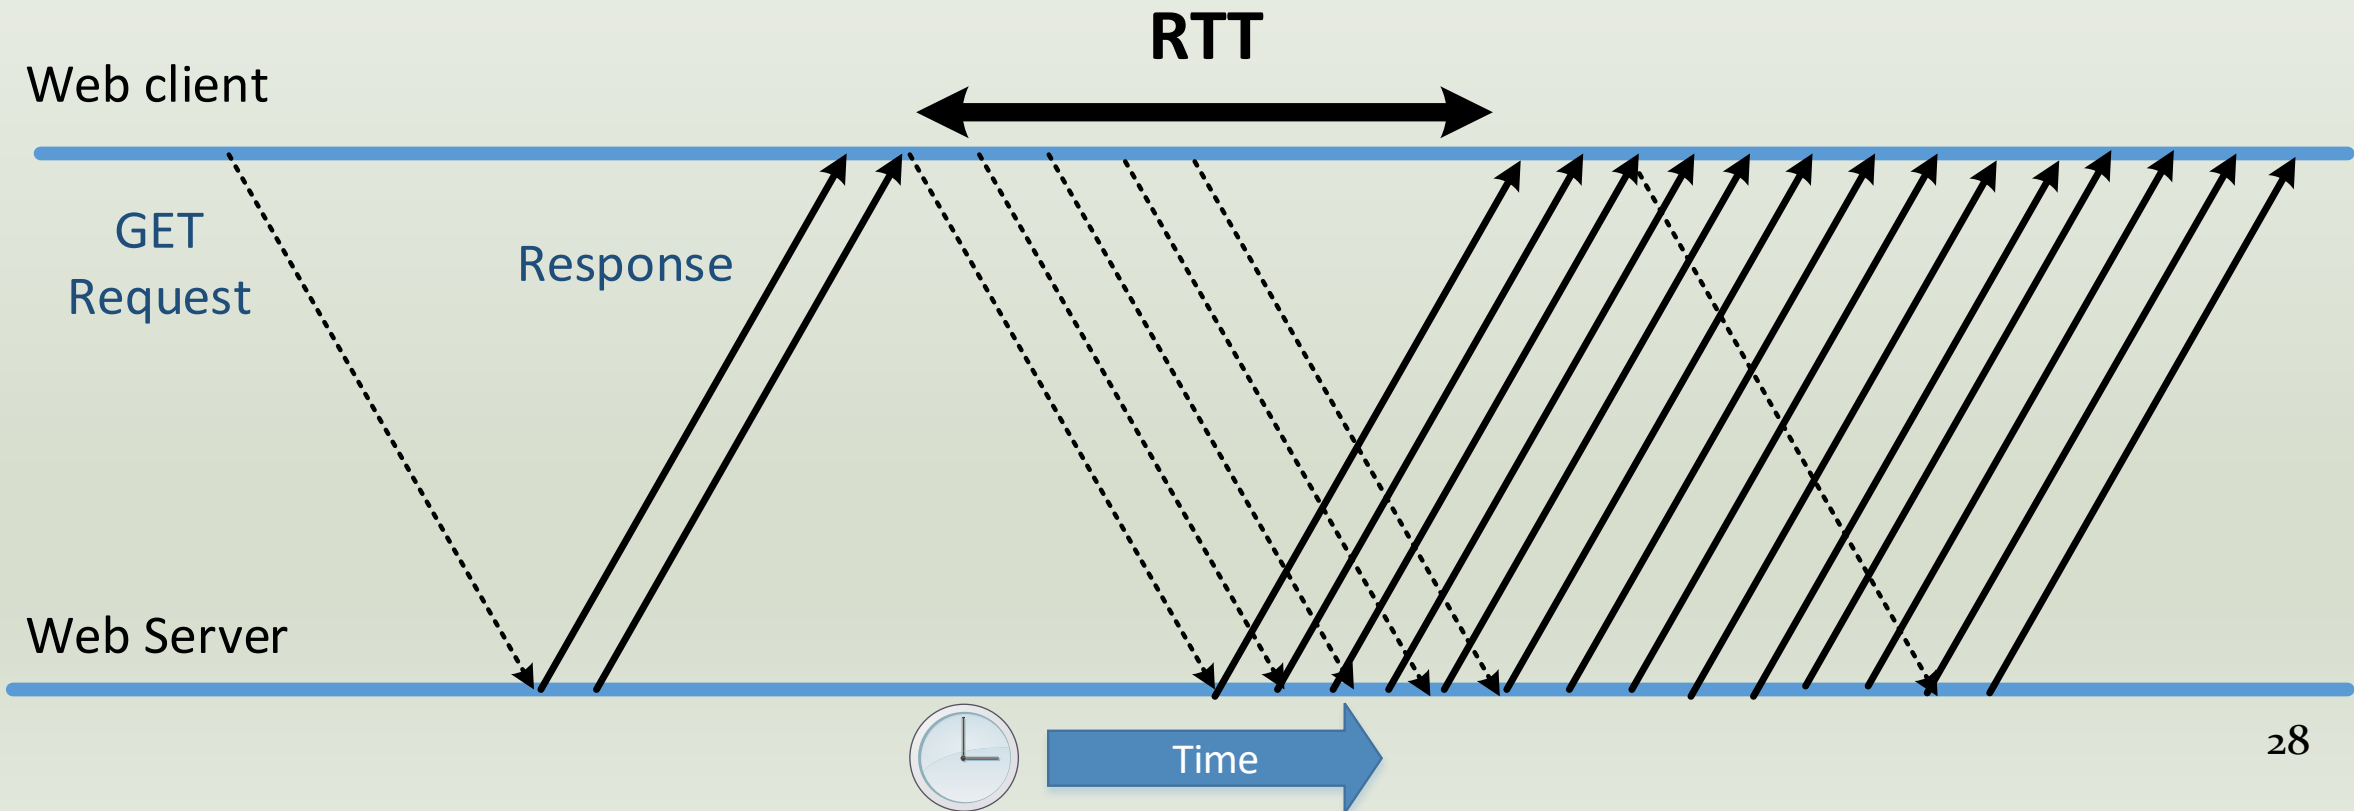 RTT
Web client
GET
Request
Response
Web Server
Time
28